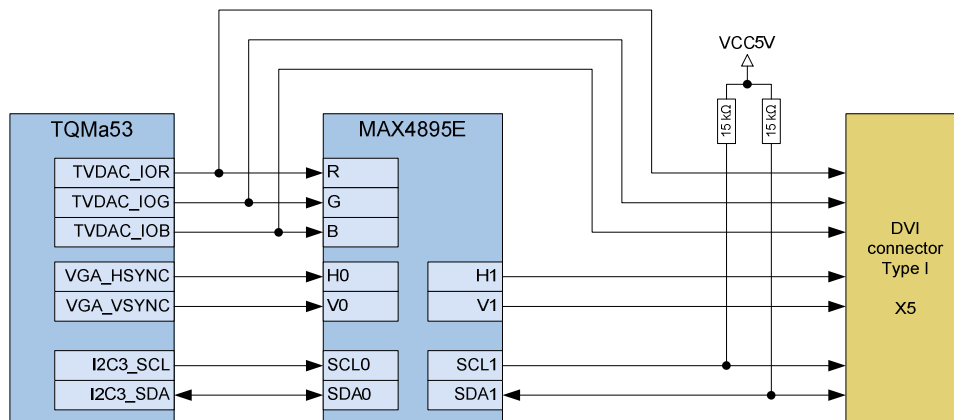 VCC5V
15 kΩ
15 kΩ
TQMa53
MAX4895E
TVDAC_IOR
R
TVDAC_IOG
G
TVDAC_IOB
B
VGA_HSYNC
H0
H1
VGA_VSYNC
V0
V1
I2C3_SCL
SCL0
SCL1
I2C3_SDA
SDA0
SDA1
DVI
connector
Type I
X5